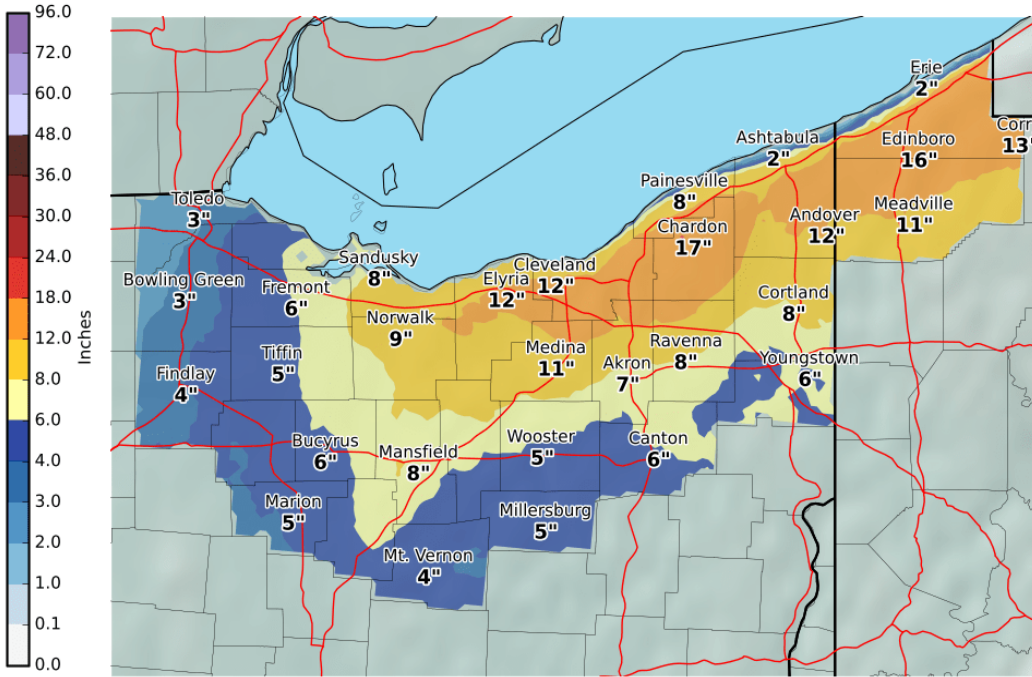 96.0
72.0
60.0
48.0
36.0
30.0
24.0
18.0
12.0
8.0
6.0
4.0
3.0
2.0
1.0
0.1
0.0
Inches
Erie
2"
Corr
13"
Ashtabula
2"
Edinboro
16"
Painesville
8"
Toledo
3"
Chardon
17"
Andover
12"
Meadville
11"
Sandusky
8"
Cleveland
12"
Elyria
12"
Bowling Green
3"
Fremont
6"
Cortland
8"
Norwalk
9"
Medina
11"
Ravenna
8"
Tiffin
5"
Akron
7"
Youngstown
6"
Findlay
4"
Bucyrus
6"
Mansfield
8"
Wooster
5"
Canton
6"
Marion
5"
Millersburg
5"
Mt. Vernon
4"